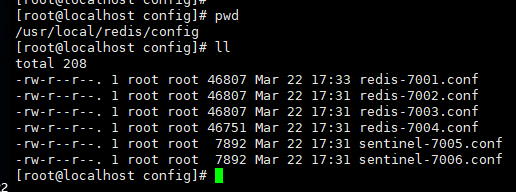 [root@localhost config]# pwd
/usr/local/redis/config
[root@localhost config]# ll
total 208
-rw-r--r--. 1 root root 46807 Mar 22 17:33 redis-7001.conf
-rw-r--r--. 1 root root 46807 Mar 22 17:31 redis-7002.conf
-rw-r--r--. 1 root root 46807 Mar 22 17:31 redis-7003.conf
-rw-r--r--. 1 root root 46751 Mar 22 17:31 redis-7004.conf
-rw-r--r--. 1 root root  7892 Mar 22 17:31 sentinel-7005.conf
-rw-r--r--. 1 root root  7892 Mar 22 17:31 sentinel-7006.conf
[root@localhost config]#
2